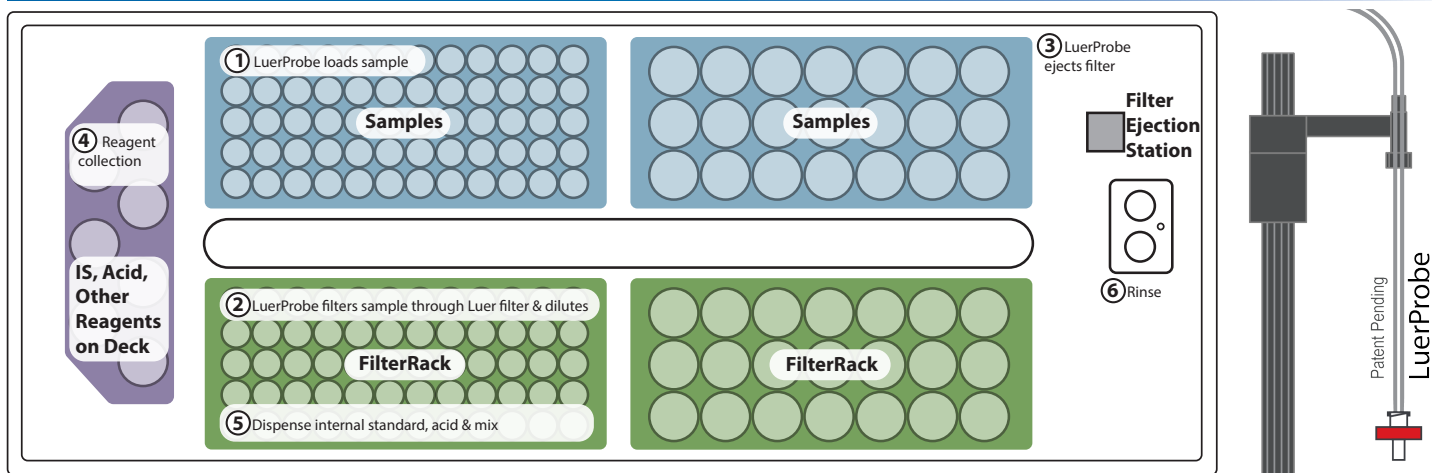 ① LuerProbe loads sample
Samples
Samples
③ LuerProbe
ejects filter
Filter
Ejection
Station
④ Reagent
collection
IS, Acid,
Other
Reagents
on Deck
② LuerProbe filters sample through Luer filter & dilutes
FilterRack
FilterRack
⑤ Dispense internal standard, acid & mix
⑥ Rinse
Patent Pending
LuerProbe